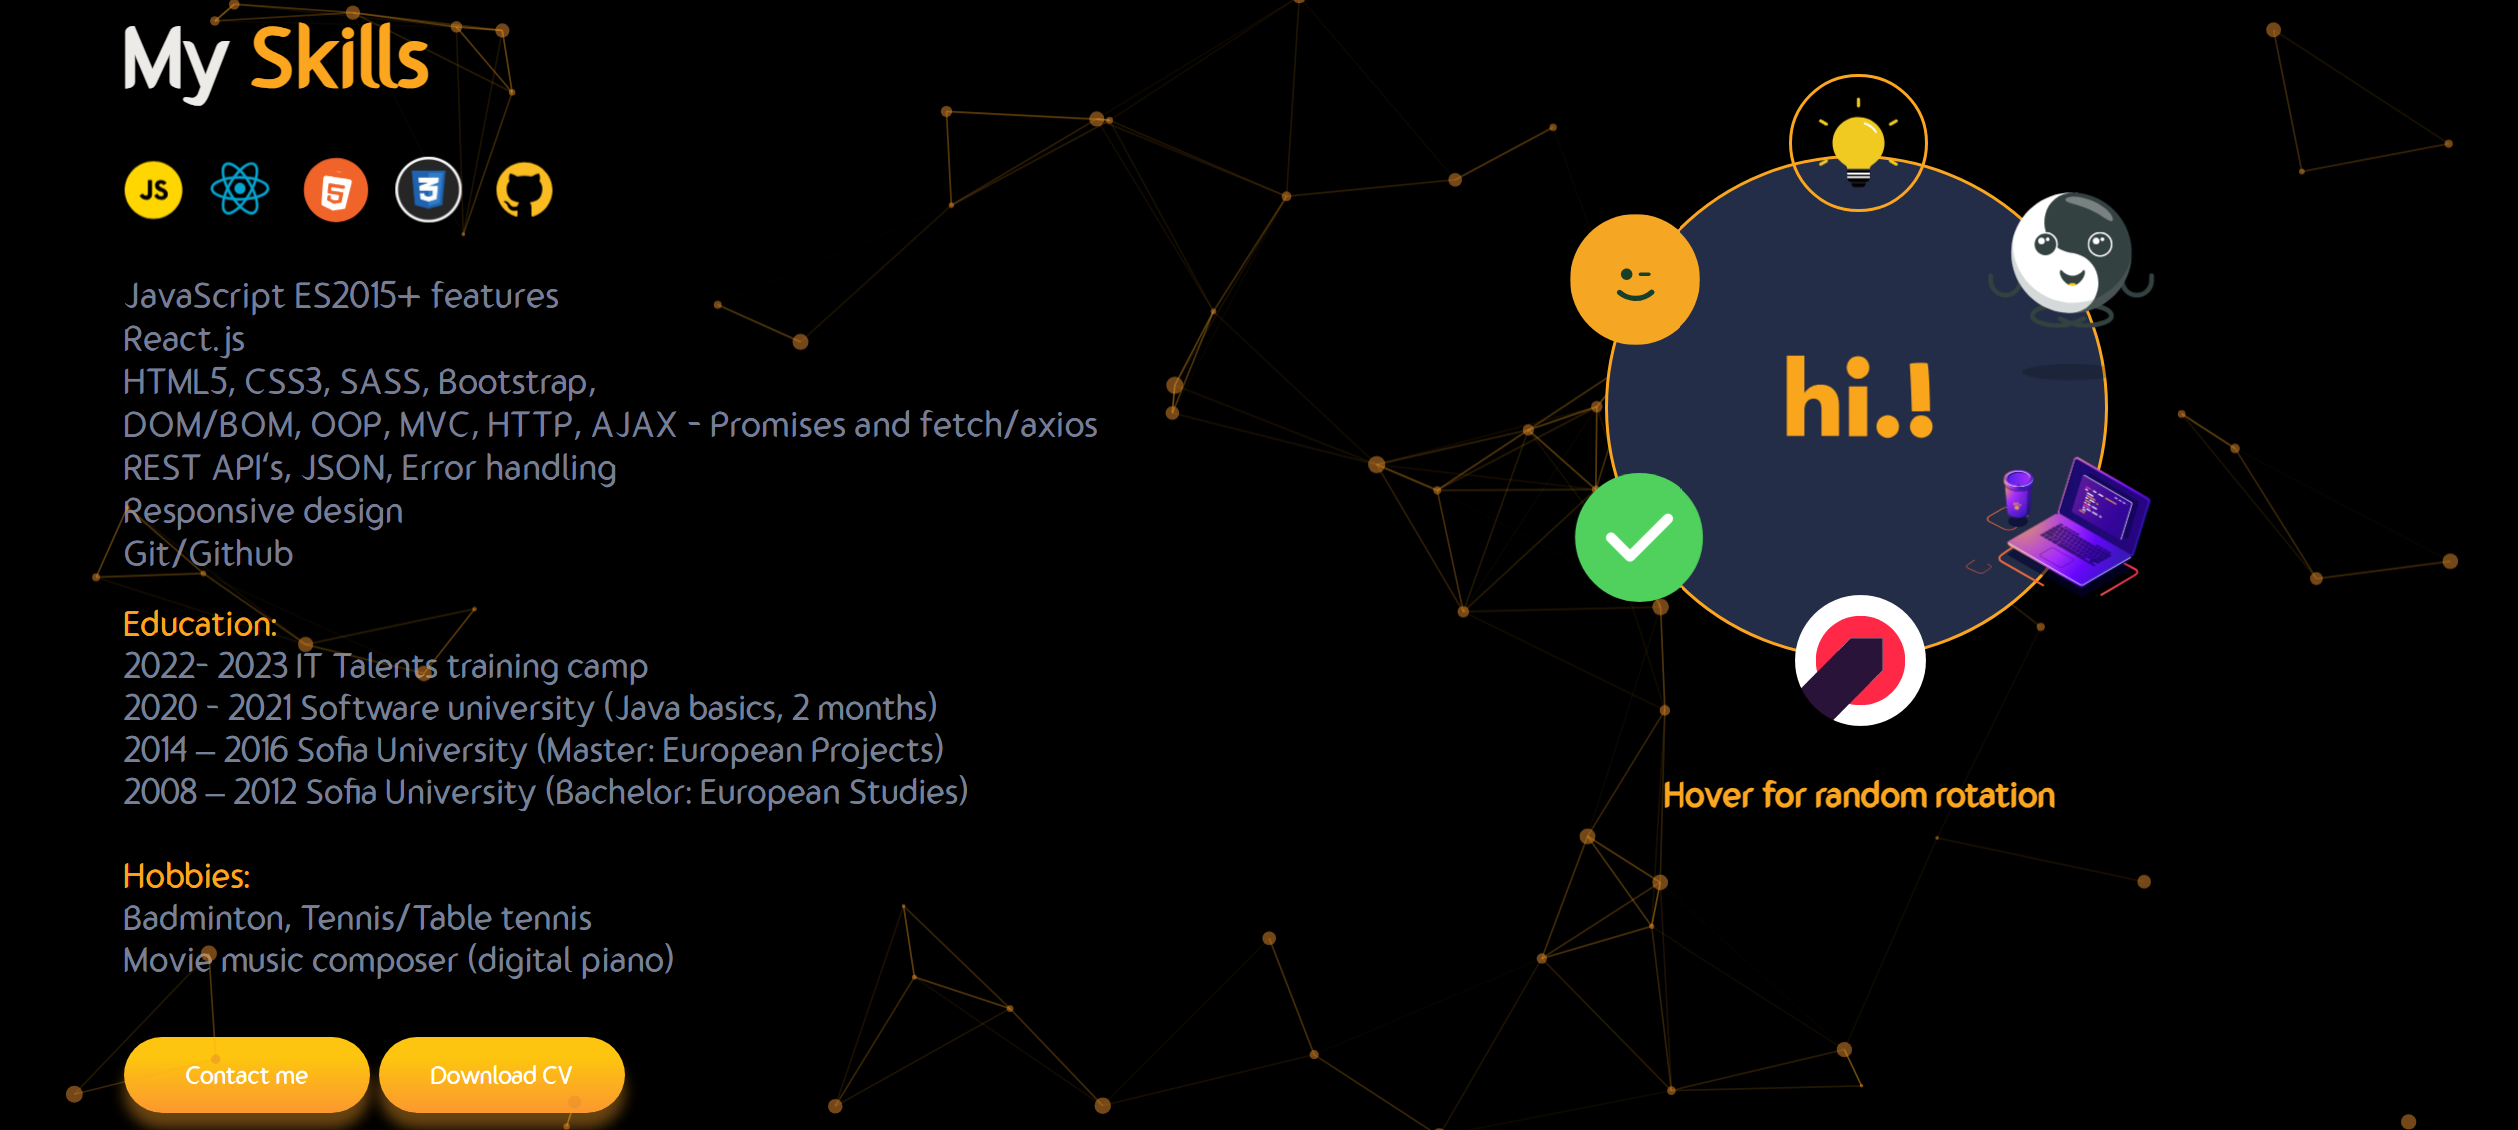 My Skills
JS
5
3
JavaScript ES2015+ features
React.js
HTML5, CSS3, SASS, Bootstrap,
DOM/BOM, OOP, MVC, HTTP, AJAX - Promises and fetch/axios
REST API's, JSON, Error handling
Responsive design
Git/Github
Education:
2022- 2023 IT Talents training camp
2020 - 2021 Software university (Java basics, 2 months)
2014 – 2016 Sofia University (Master: European Projects)
2008 – 2012 Sofia University (Bachelor: European Studies)
Hobbies:
Badminton, Tennis/Table tennis
Movie music composer (digital piano)
Contact me
Download CV
hi.!
Hover for random rotation